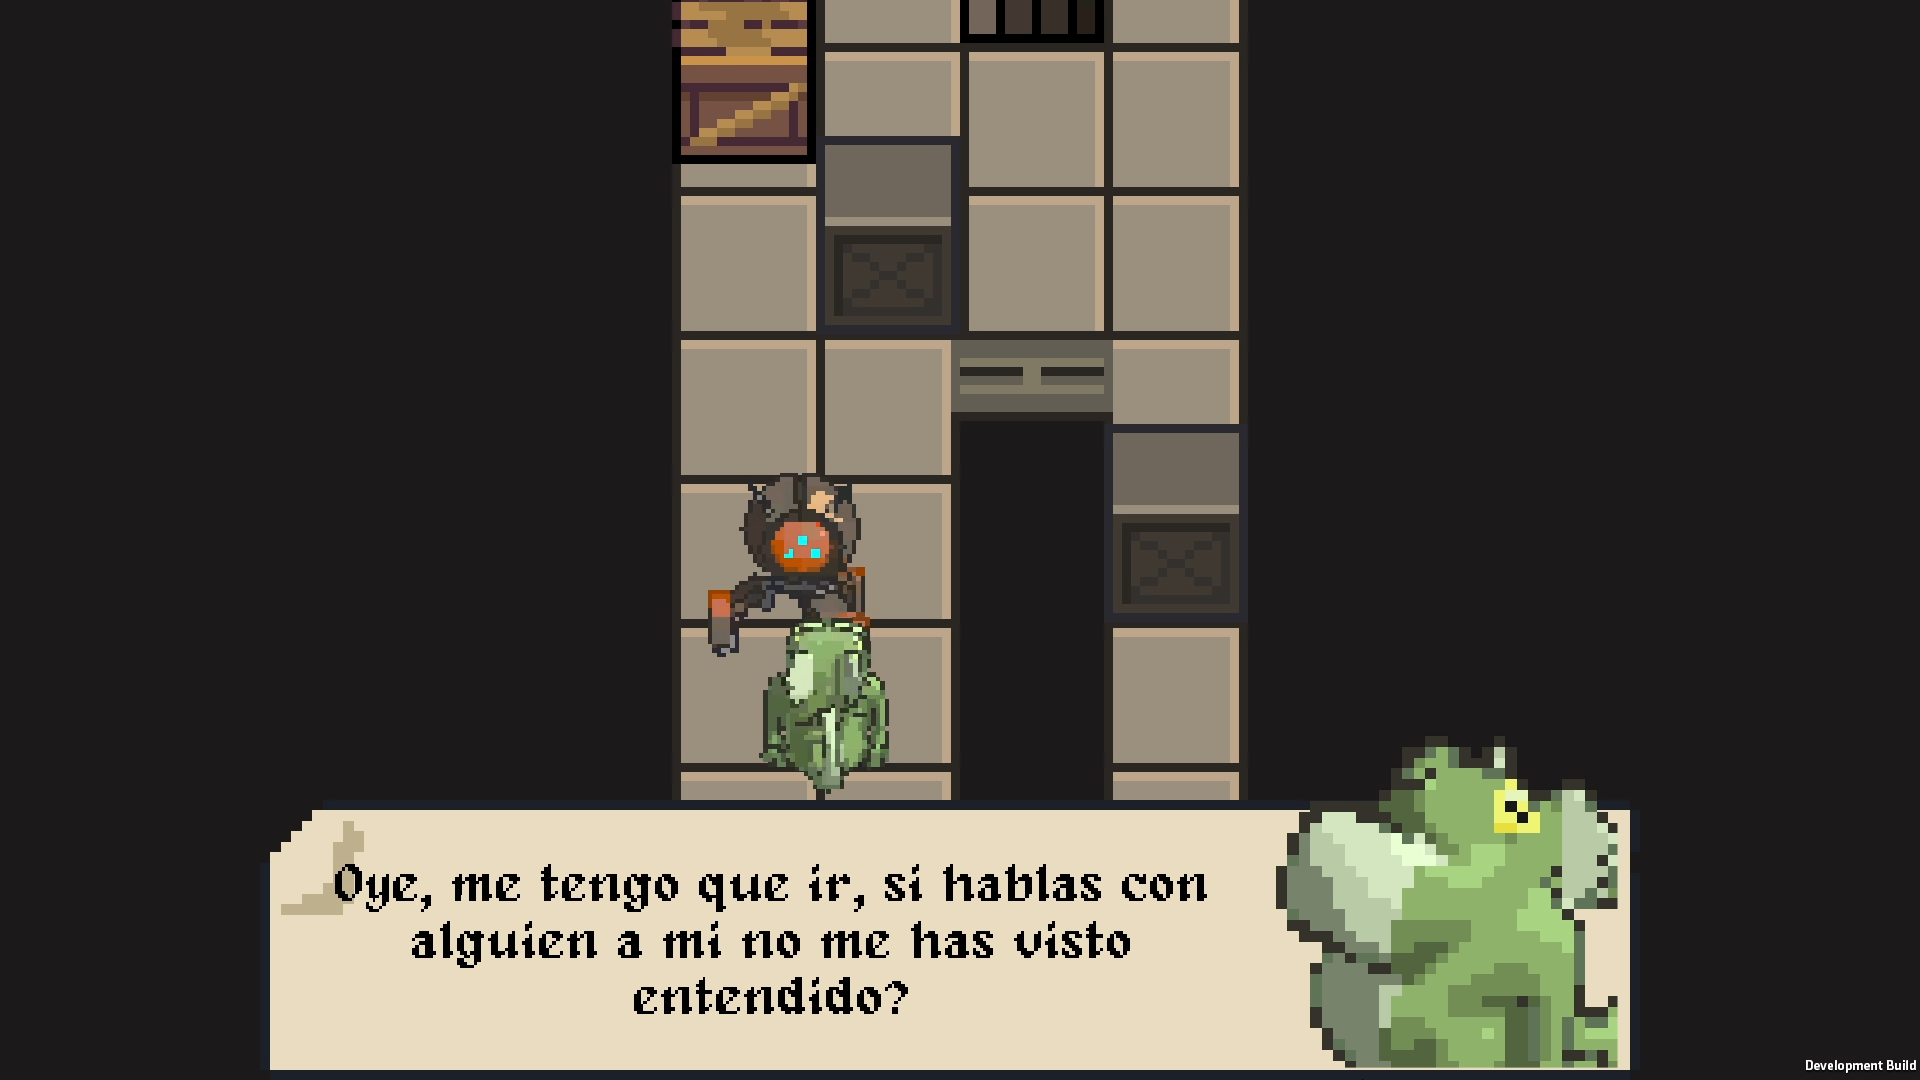 Oye, me tengo que ir, si hablas con
alguien a mi no me has visto
entendido?
Development Build